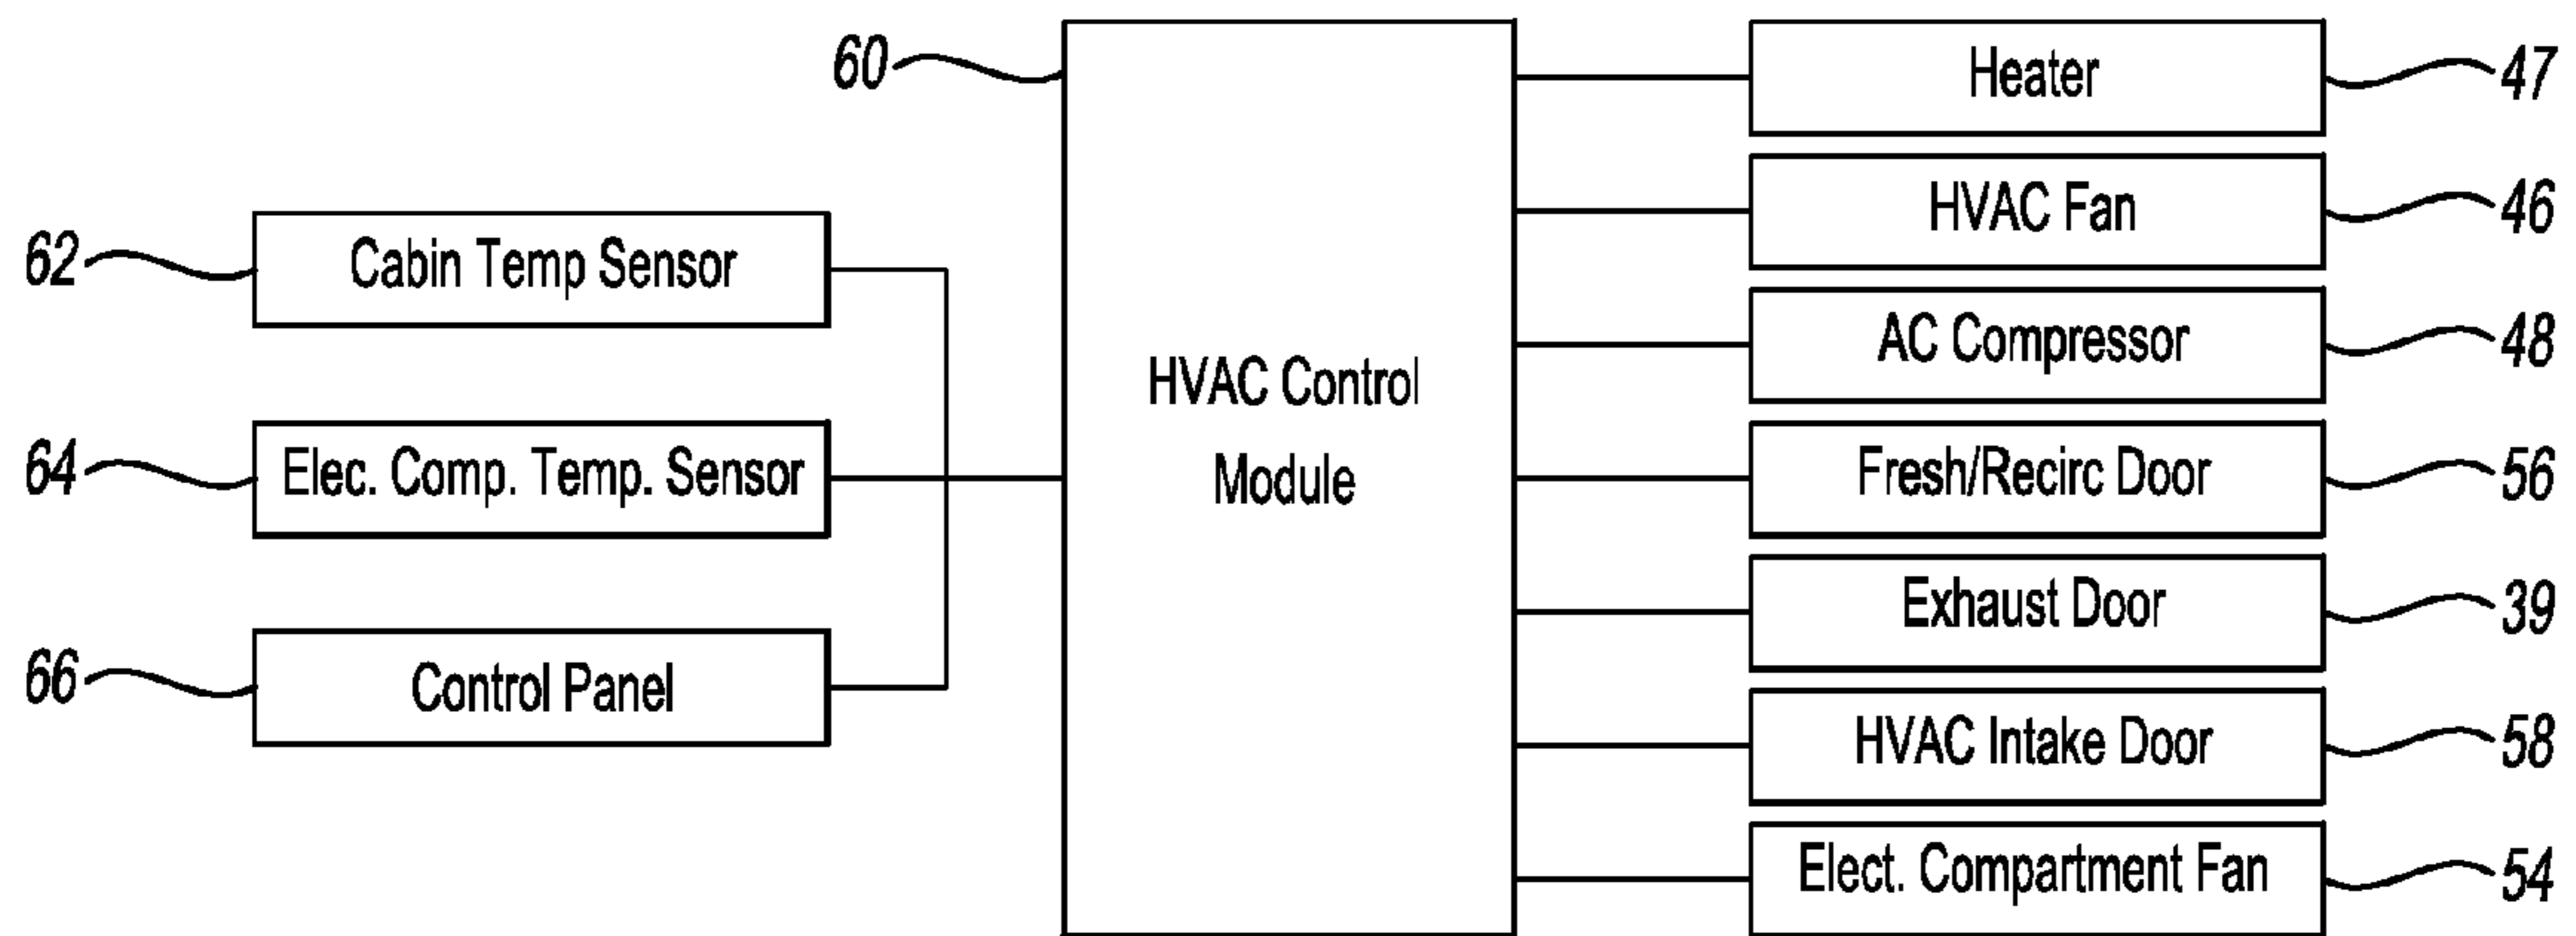 60
HVAC Control
Module
62
Cabin Temp Sensor
64
Elec. Comp. Temp. Sensor
66
Control Panel
Heater
47
HVAC Fan
46
AC Compressor
48
Fresh/Recirc Door
56
Exhaust Door
39
HVAC Intake Door
58
Elect. Compartment Fan
54